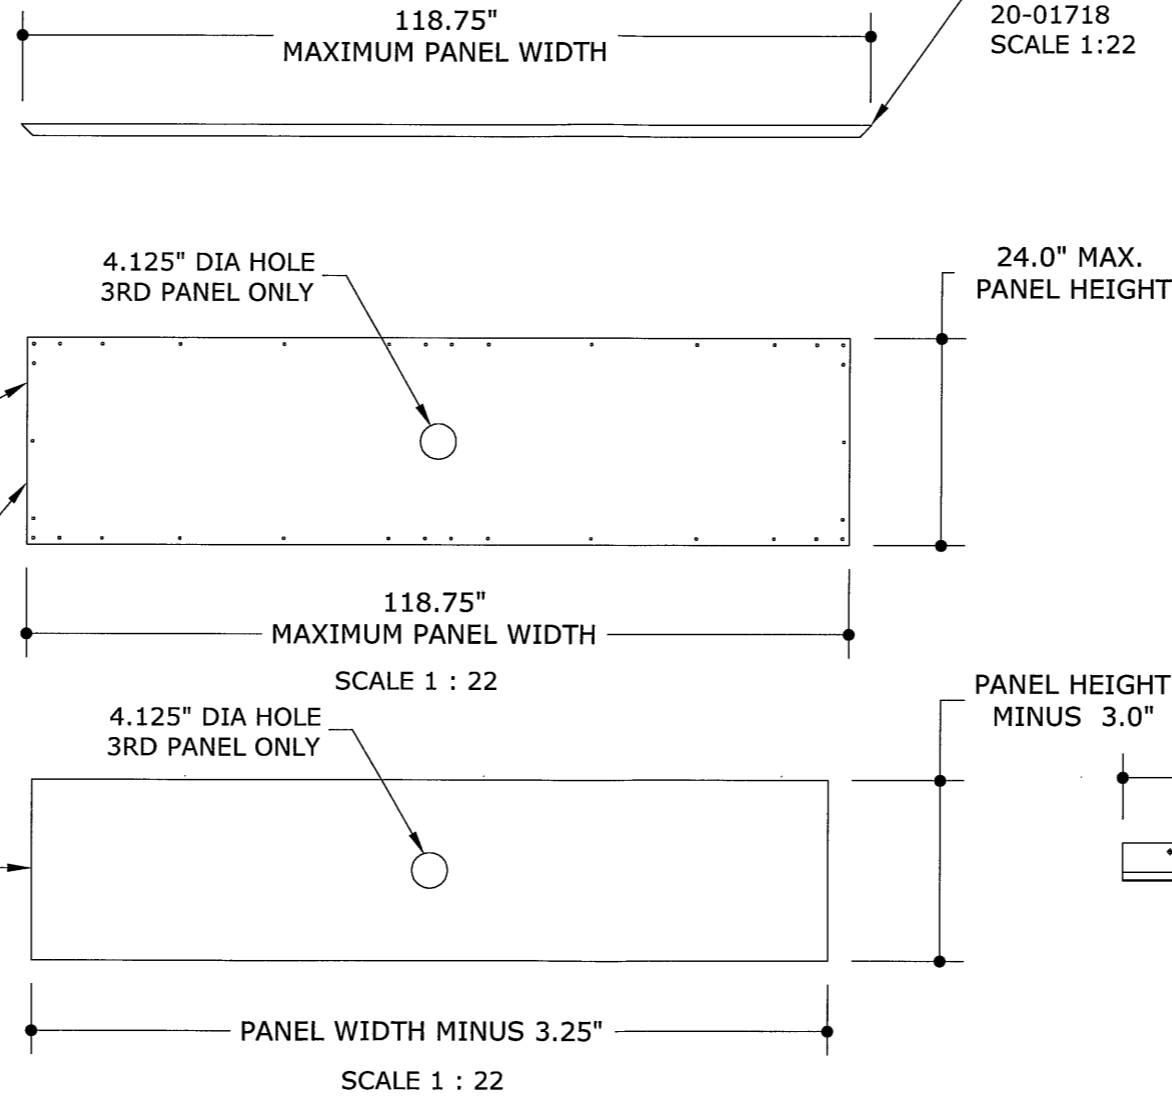 118.75"
MAXIMUM PANEL WIDTH
20-01718
SCALE 1:22
4.125" DIA HOLE
3RD PANEL ONLY
24.0" MAX.
PANEL HEIGHT
118.75"
MAXIMUM PANEL WIDTH
SCALE 1 : 22
4.125" DIA HOLE
3RD PANEL ONLY
PANEL HEIGHT
MINUS 3.0"
PANEL WIDTH MINUS 3.25"
SCALE 1 : 22